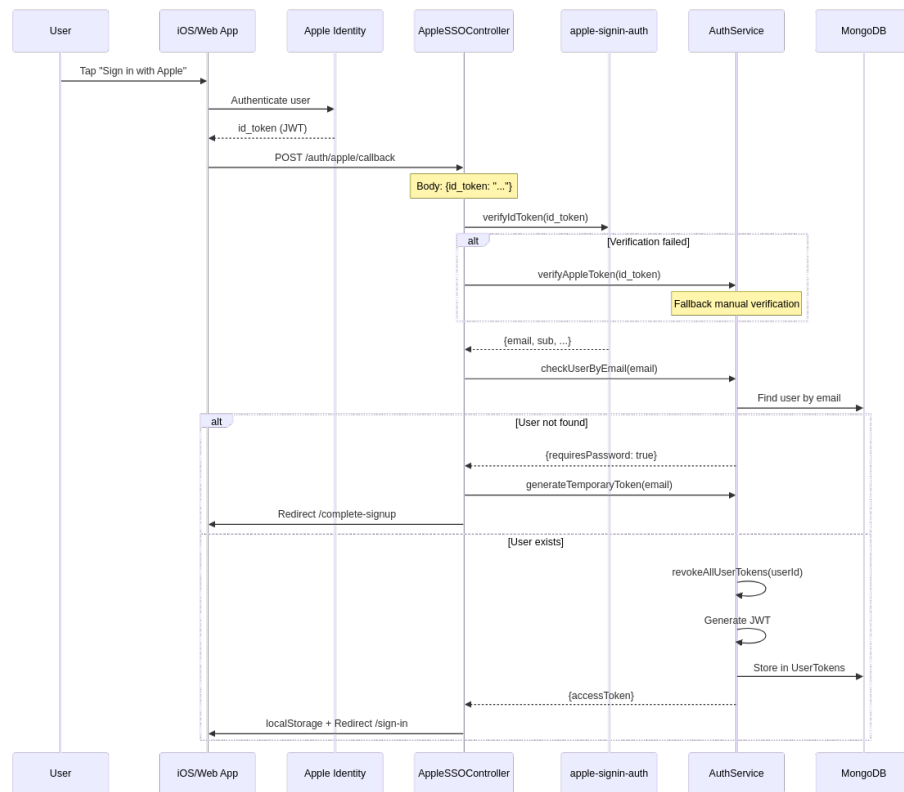 User
iOS/Web App
Apple Identity
AppleSSOController
apple-signin-auth
AuthService
MongoDB
Tap "Sign in with Apple"
Authenticate user
id_token (JWT)
POST /auth/apple/callback
Body: {id_token: "..."}
verifyIdToken(id_token)
alt
[Verification failed]
verifyAppleToken(id_token)
Fallback manual verification
{email, sub, ...}
checkUserByEmail(email)
Find user by email
alt
[User not found]
{requiresPassword: true}
generateTemporaryToken(email)
Redirect /complete-signup
[User exists]
revokeAllUserTokens(userId)
Generate JWT
Store in UserTokens
{accessToken}
localStorage + Redirect /sign-in
User
iOS/Web App
Apple Identity
AppleSSOController
apple-signin-auth
AuthService
MongoDB